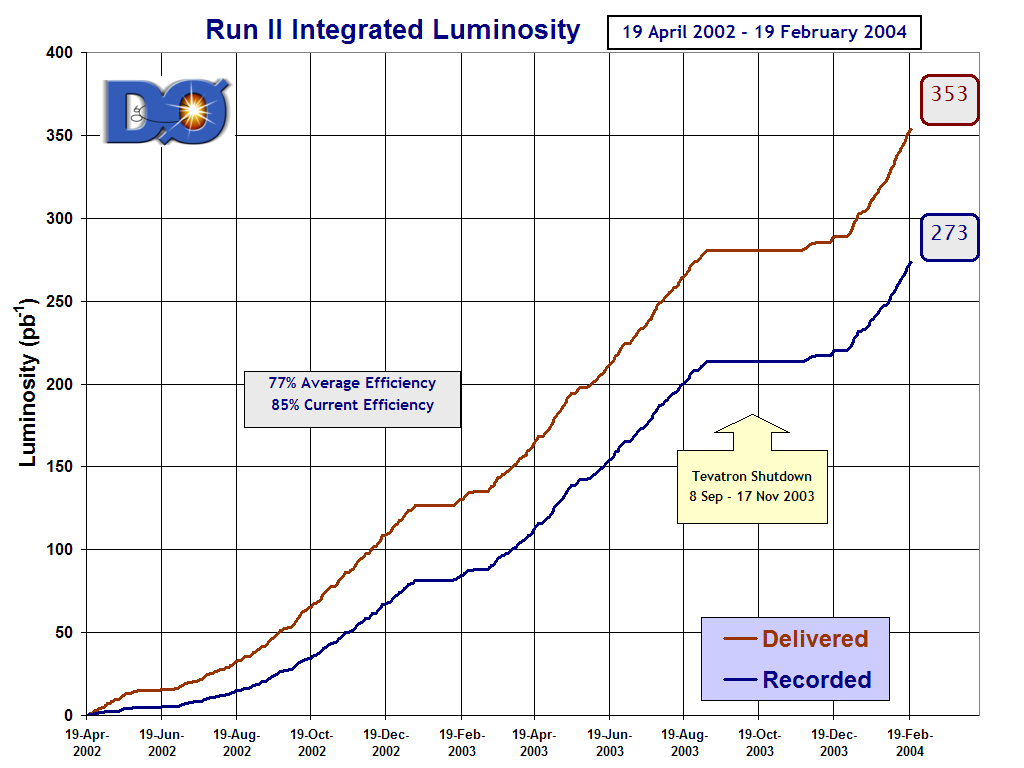 Run II Integrated Luminosity
19 April 2002 - 19 February 2004
DØ
400
350
300
250
200
150
100
50
0
Luminosity (pb-1)
353
273
77% Average Efficiency
85% Current Efficiency
Tevatron Shutdown
8 Sep - 17 Nov 2003
Delivered
Recorded
19-Apr-
2002
19-Jun-
2002
19-Aug-
2002
19-Oct-
2002
19-Dec-
2002
19-Feb-
2003
19-Apr-
2003
19-Jun-
2003
19-Aug-
2003
19-Oct-
2003
19-Dec-
2003
19-Feb-
2004